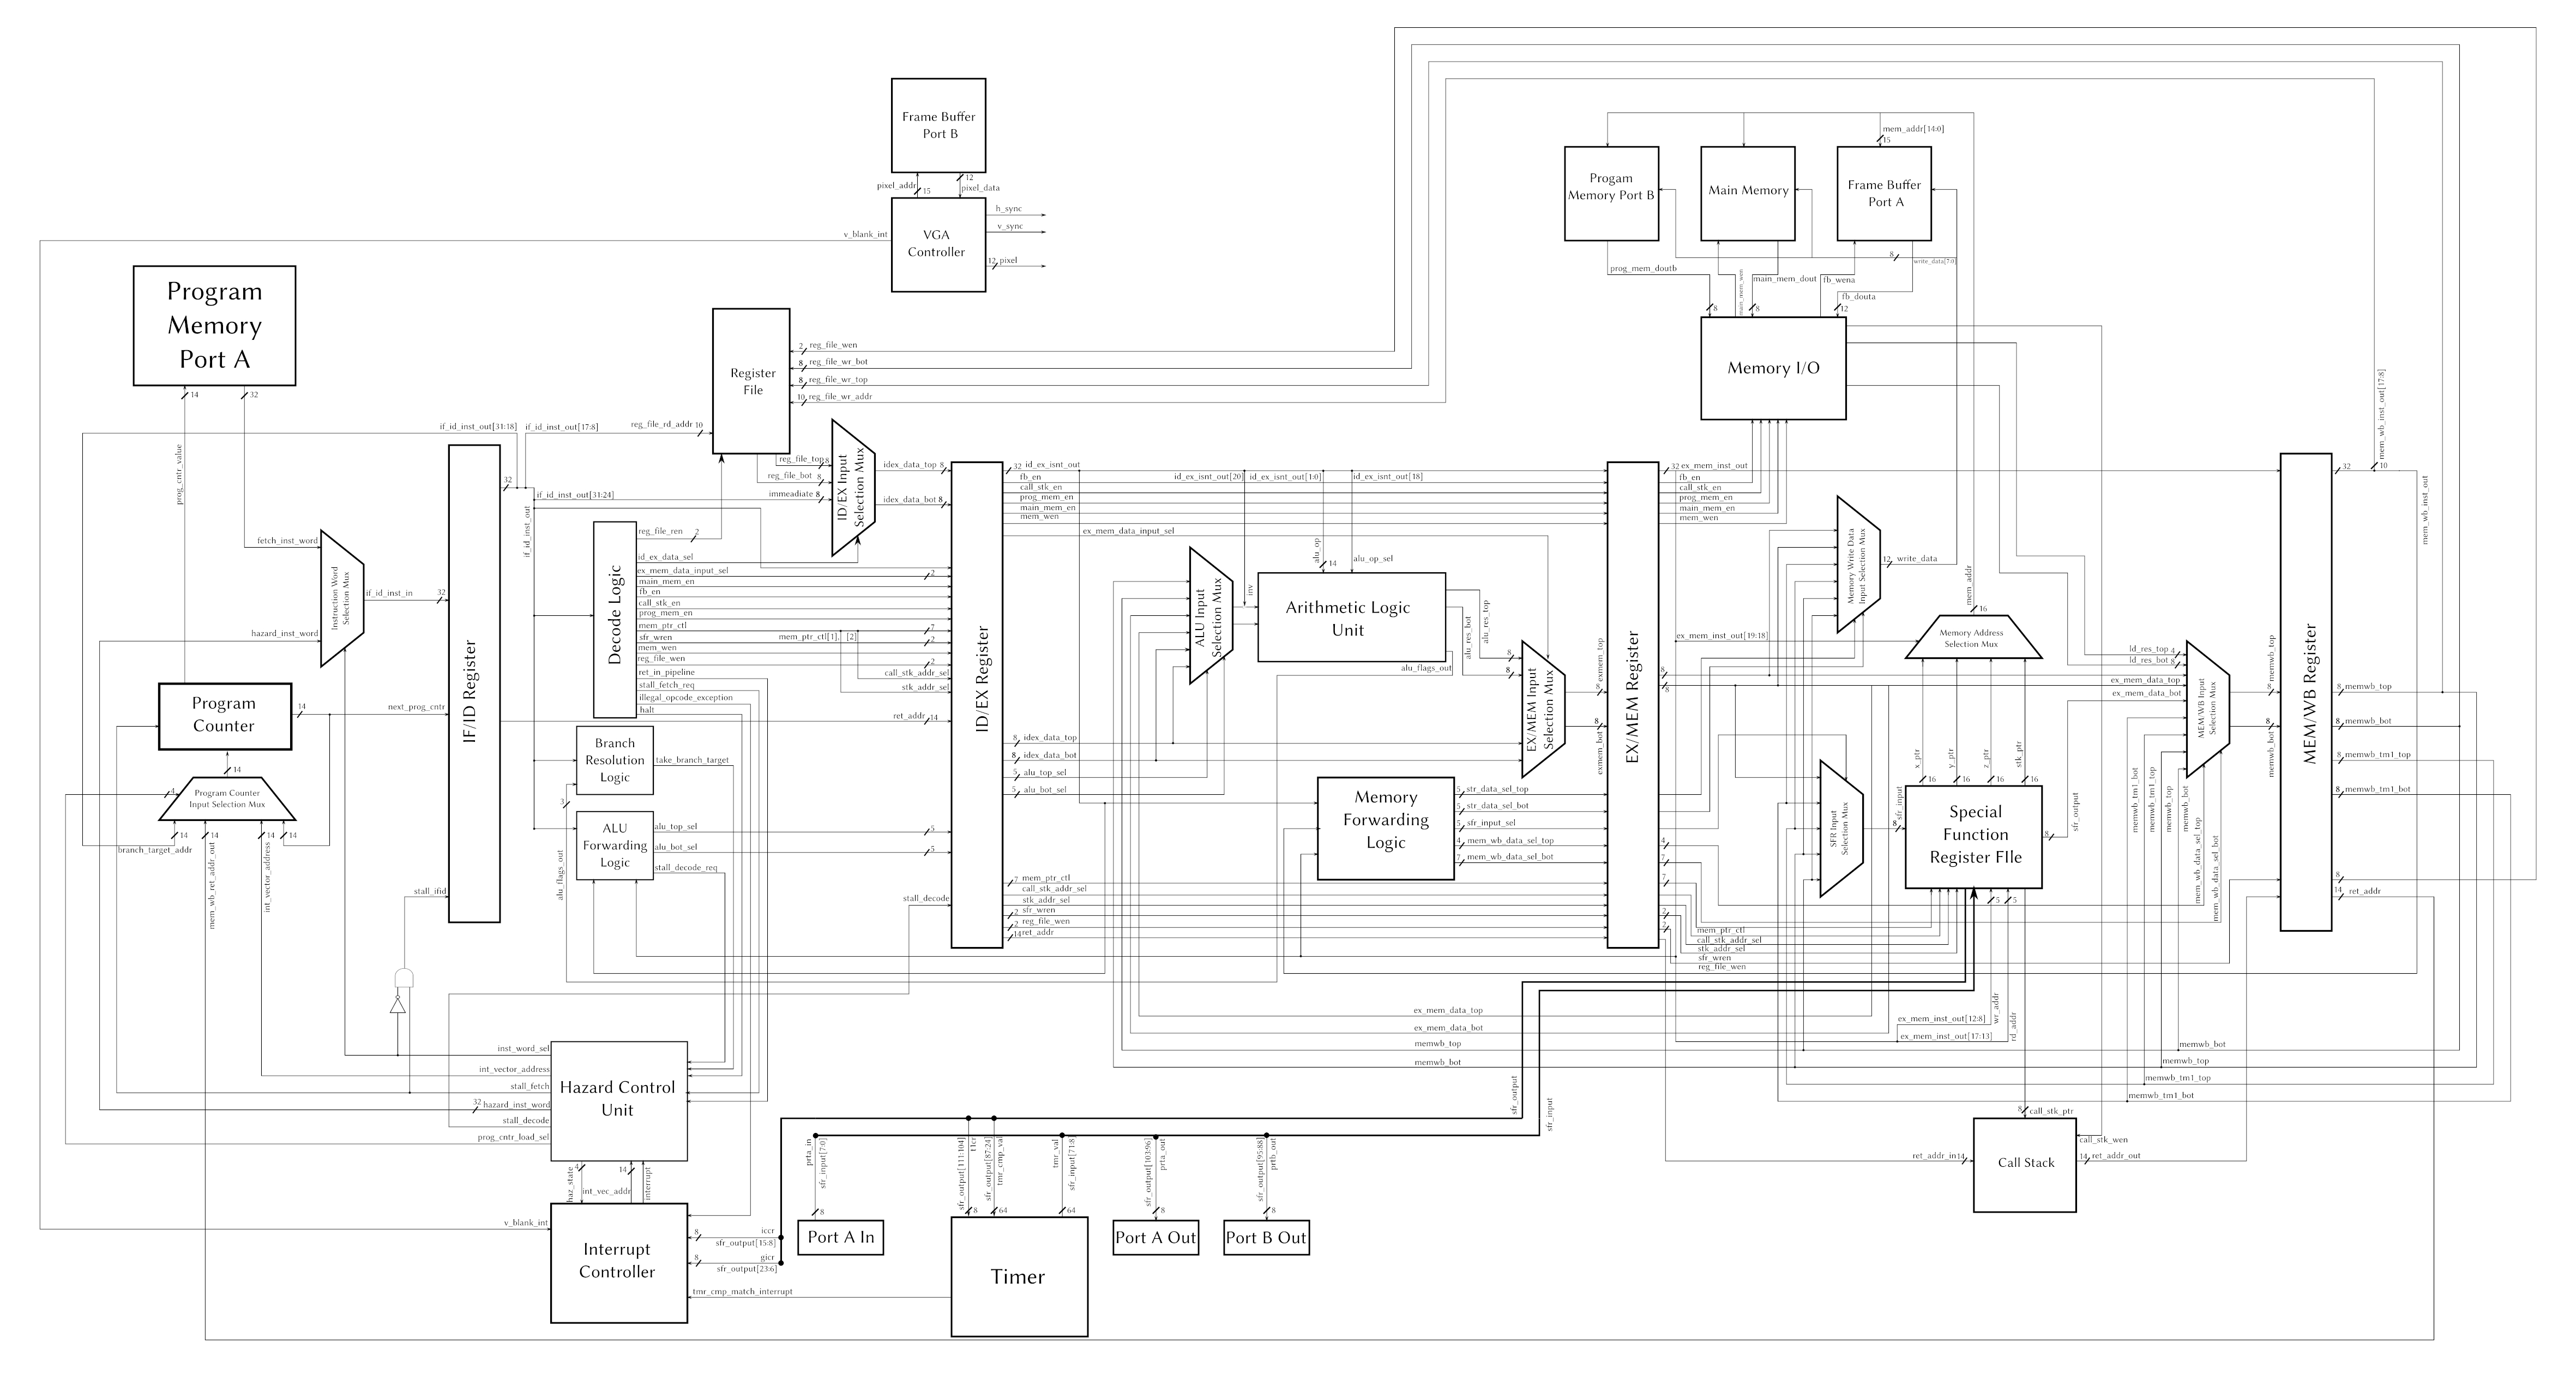 Frame Buffer
Port B
pixel_addr
15
12
pixel_data
VGA
Controller
h_sync
v_sync
12
pixel
v_blank_int
mem_addr[14:0]
15
Progam
Memory Port B
Main Memory
Frame Buffer
Port A
8
write_data[7:0]
prog_mem_doutb
main_mem_wen
main_mem_dout
fb_wena
fb_douta
8
8
12
Memory I/O
Program
Memory
Port A
14
32
prog_cntr_value
fetch_inst_word
Instruction Word
Selection Mux
if_id_inst_in
32
hazard_inst_word
Program
Counter
14
next_prog_cntr
14
Program Counter
Input Selection Mux
4
14
14
14
14
branch_target_addr
mem_wb_ret_addr_out
int_vector_address
stall_ifid
if_id_inst_out[31:18]
if_id_inst_out[17:8]
reg_file_rd_addr
10
IF/ID Register
32
if_id_inst_out
if_id_inst_out[31:24]
Register
File
2
reg_file_wen
8
reg_file_wr_bot
8
reg_file_wr_top
10
reg_file_wr_addr
reg_file_top
8
reg_file_bot
8
immeadiate
8
ID/EX Input
Selection Mux
idex_data_top
8
idex_data_bot
8
Decode Logic
reg_file_ren
2
id_ex_data_sel
ex_mem_data_input_sel
2
main_mem_en
fb_en
call_stk_en
prog_mem_en
mem_ptr_ctl
7
sfr_wren
mem_ptr_ctl[1],
[2]
2
mem_wen
reg_file_wen
2
ret_in_pipeline
call_stk_addr_sel
stall_fetch_req
stk_addr_sel
illegal_opcode_exception
halt
ret_addr
14
Branch
Resolution
Logic
take_branch_target
3
ALU
Forwarding
Logic
alu_top_sel
5
alu_bot_sel
5
stall_decode_req
alu_flags_out
stall_decode
ID/EX Register
32
id_ex_isnt_out
fb_en
call_stk_en
prog_mem_en
main_mem_en
mem_wen
ex_mem_data_input_sel
id_ex_isnt_out[20]
id_ex_isnt_out[1:0]
id_ex_isnt_out[18]
alu_op
14
alu_op_sel
ALU Input
Selection Mux
inv
Arithmetic Logic
Unit
alu_res_bot
alu_res_top
alu_flags_out
8
8
EX/MEM Input
Selection Mux
exmem_top
8
8
exmem_bot
8
idex_data_top
8
idex_data_bot
5
alu_top_sel
5
alu_bot_sel
Memory
Forwarding
Logic
5
str_data_sel_top
5
str_data_sel_bot
5
sfr_input_sel
4
mem_wb_data_sel_top
7
mem_wb_data_sel_bot
7
mem_ptr_ctl
call_stk_addr_sel
stk_addr_sel
2
sfr_wren
2
reg_file_wen
14
ret_addr
EX/MEM Register
32
ex_mem_inst_out
fb_en
call_stk_en
prog_mem_en
main_mem_en
mem_wen
ex_mem_inst_out[19:18]
8
8
4
7
7
2
2
mem_ptr_ctl
call_stk_addr_sel
stk_addr_sel
sfr_wren
reg_file_wen
Memory Write Data
Input Selection Mux
12
write_data
mem_addr
16
Memory Address
Selection Mux
x_ptr
y_ptr
z_ptr
stk_ptr
16
16
16
16
SFR Input
Selection Mux
8
sfr_input
Special
Function
Register FIle
8
sfr_output
5
5
wr_addr
rd_addr
ex_mem_inst_out[12:8]
ex_mem_inst_out[17:13]
ld_res_top
4
ld_res_bot
8
ex_mem_data_top
ex_mem_data_bot
MEM/WB Input
Selection Mux
memwb_tm1_bot
memwb_tm1_top
memwb_top
memwb_bot
mem_wb_data_sel_top
mem_wb_data_sel_bot
memwb_top
8
8
memwb_bot
MEM/WB Register
32
10
mem_wb_inst_out[17:8]
mem_wb_inst_out
8
memwb_top
8
memwb_bot
8
memwb_tm1_top
8
memwb_tm1_bot
8
14
ret_addr
ex_mem_data_top
ex_mem_data_bot
memwb_top
memwb_bot
memwb_bot
memwb_top
memwb_tm1_top
memwb_tm1_bot
inst_word_sel
int_vector_address
stall_fetch
32
hazard_inst_word
stall_decode
prog_cntr_load_sel
Hazard Control
Unit
haz_state
4
int_vec_addr
14
interrupt
v_blank_int
Interrupt
Controller
8
iccr
sfr_output[15:8]
8
gicr
sfr_output[23:6]
tmr_cmp_match_interrupt
prta_in
sfr_input[7:0]
8
Port A In
sfr_output[111:104]
t1cr
8
sfr_output[87:24]
tmr_cmp_val
64
tmr_val
sfr_input[71:8]
64
Timer
sfr_output[103:96]
prta_out
8
Port A Out
sfr_output[95:88]
prtb_out
8
Port B Out
sfr_output
sfr_input
8
call_stk_ptr
call_stk_wen
ret_addr_in
14
Call Stack
14
ret_addr_out